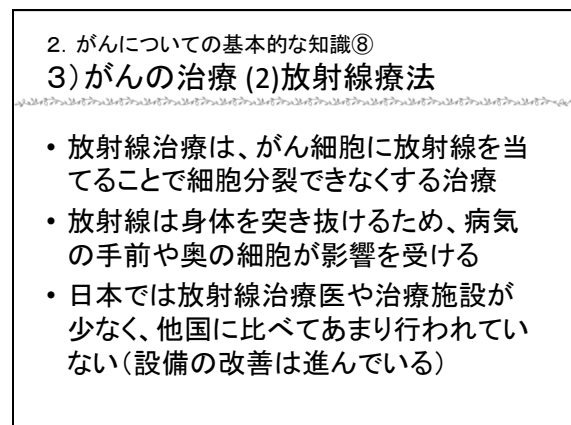 2．がんについての基本的な知識⑧
3）がんの治療 (2)放射線療法
• 放射線治療は、がん細胞に放射線を当
てることで細胞分裂できなくする治療
• 放射線は身体を突き抜けるため、病気
の手前や奥の細胞が影響を受ける
• 日本では放射線治療医や治療施設が
少なく、他国に比べてあまり行われてい
ない（設備の改善は進んでいる）